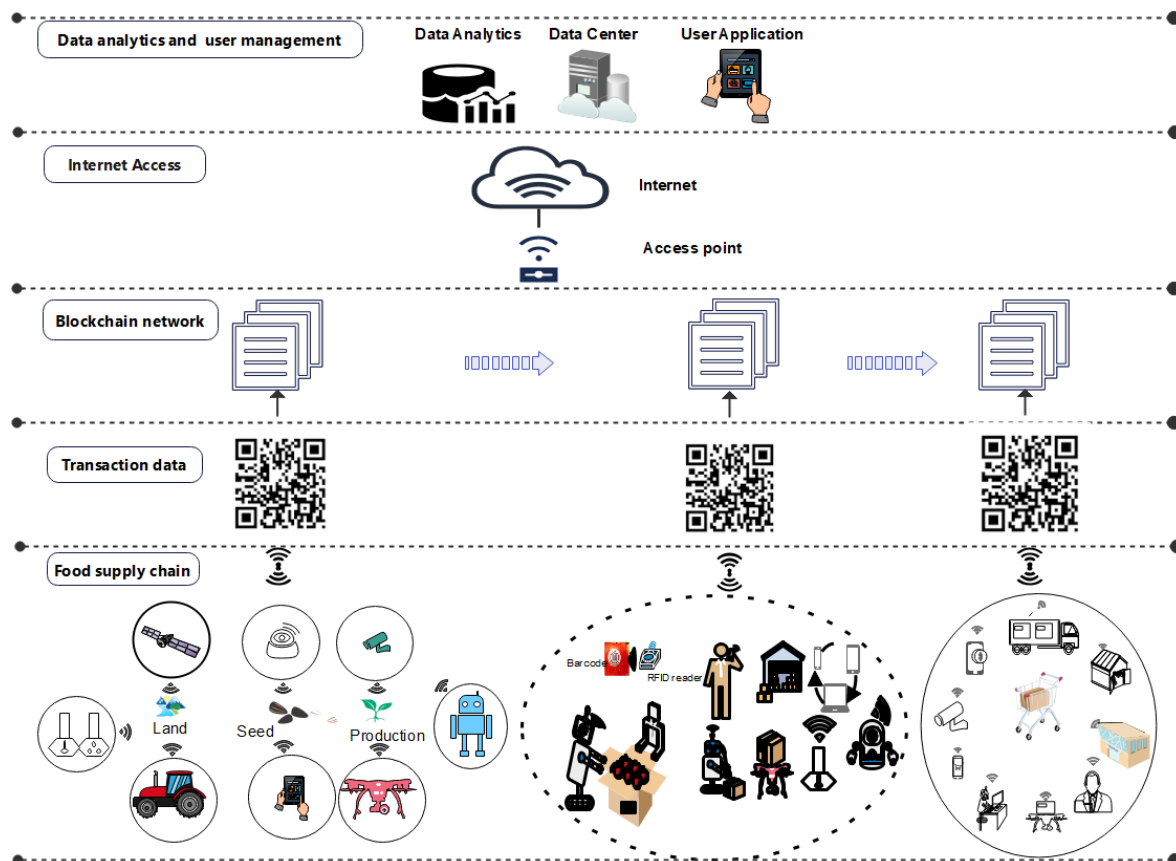 Data analytics and user management
Data Analytics
Data Center
User Application
Internet Access
Internet
Access point
Blockchain network
Transaction data
Food supply chain
Barcode
RFID reader
Land
Seed
Production